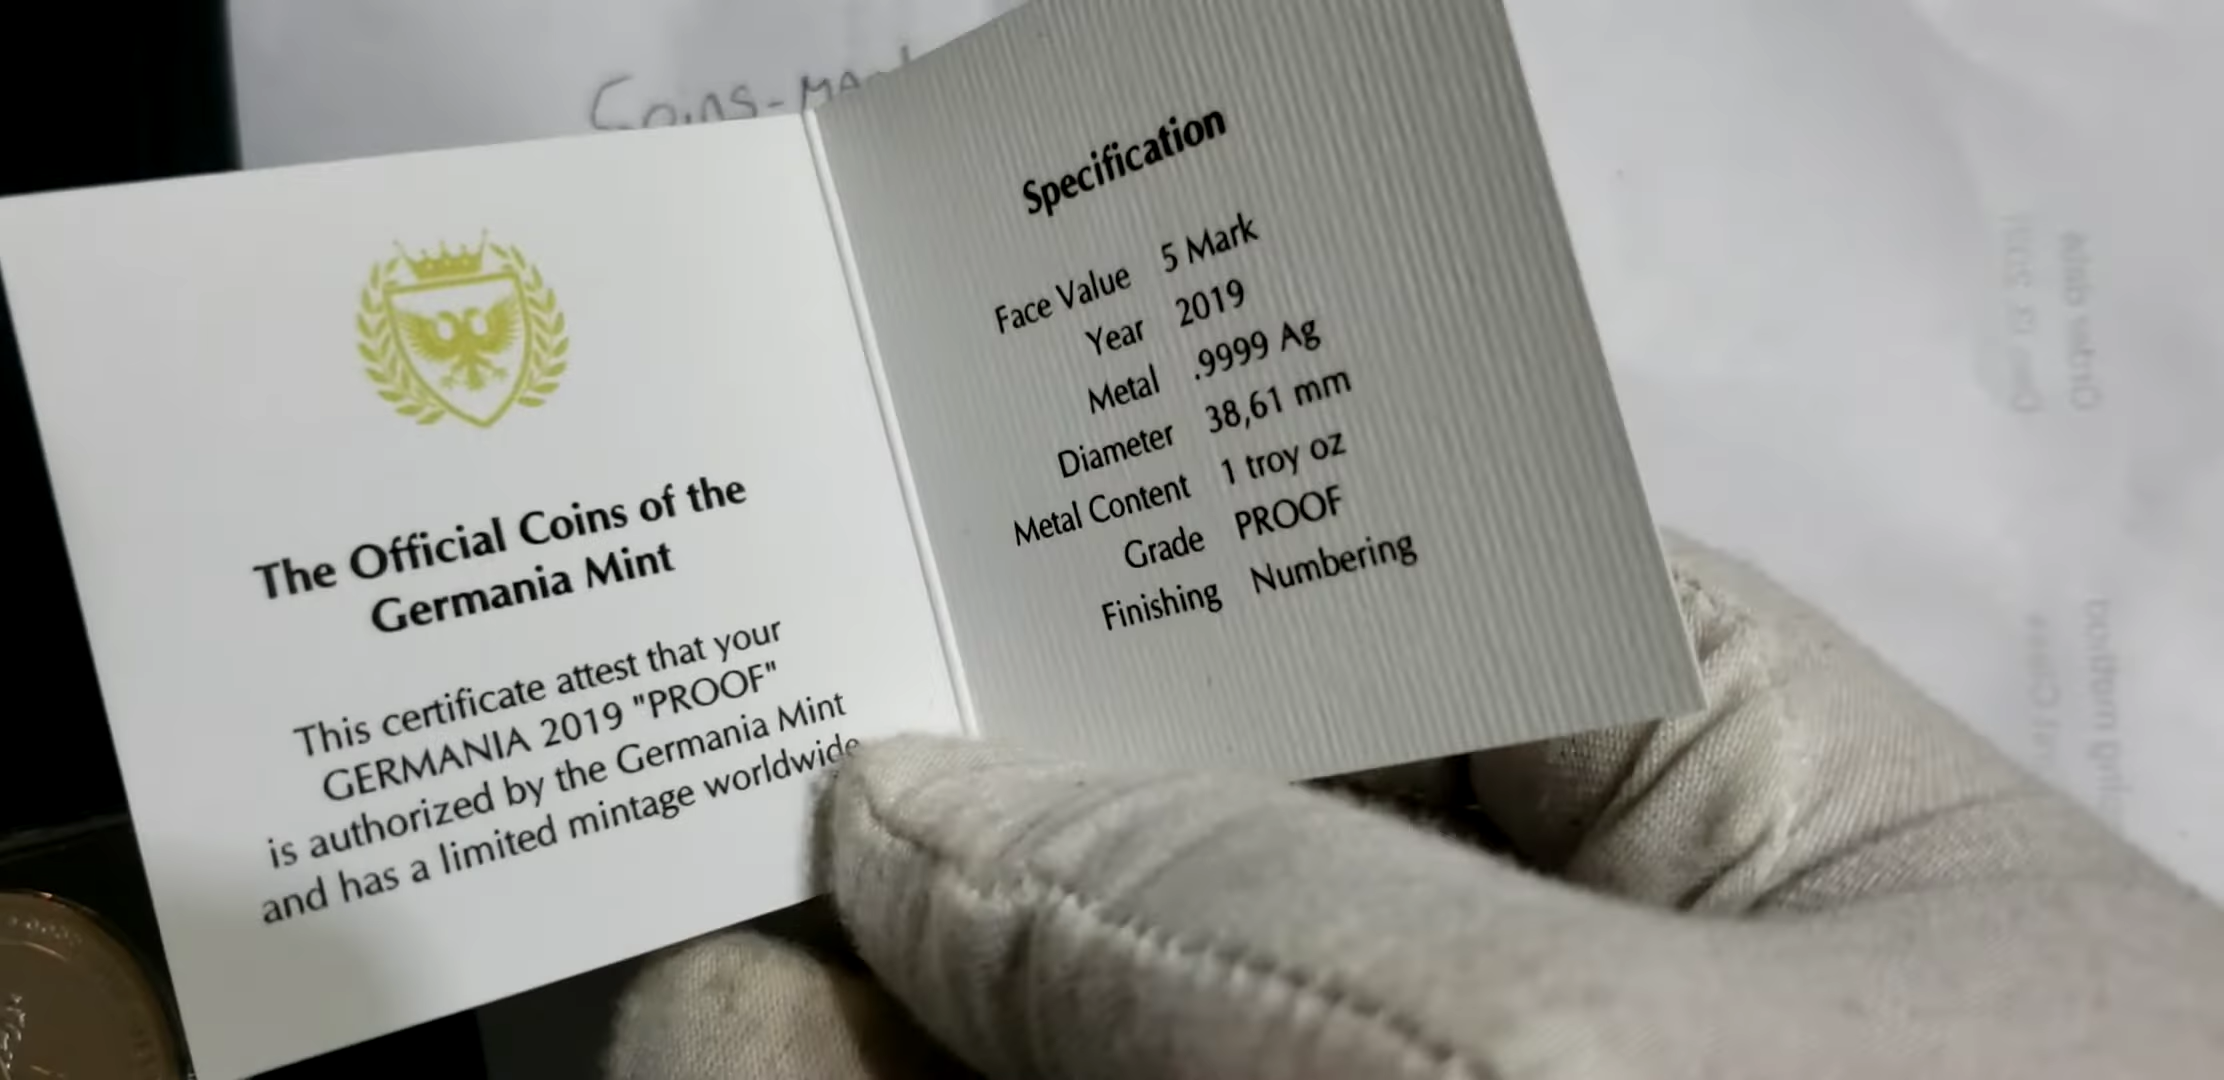 Coins-
The Official Coins of the
Germania Mint
This certificate attest that your
GERMANIA 2019 "PROOF"
is authorized by the Germania Mint
and has a limited mintage worldwide
Specification
Face Value 5 Mark
Year 2019
Metal .9999 Ag
Diameter 38,61 mm
Metal Content 1 troy oz
Grade PROOF
Finishing Numbering